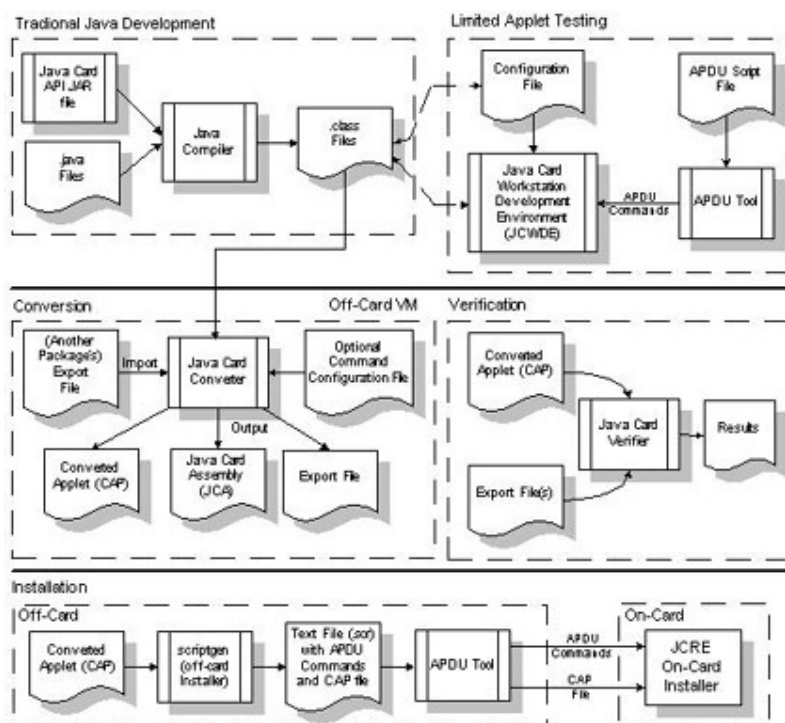 Tradional Java Development
Limited Applet Testing
Java Card
API JAR
file
.java
Files
Java
Compiler
.class
Files
Configuration
File
APDU Script
File
Java Card
Workstation
Development
Environment
(JCWDE)
APDU
Commands
APDU Tool
Conversion
Off-Card VM
(Another
Package's)
Export
File
Import
Java Card
Converter
Optional
Command
Configuration File
Output
Converted
Applet (CAP)
Java Card
Assembly
(JCA)
Export File
Verification
Converted
Applet (CAP)
Export File(s)
Java Card
Verifier
Results
Installation
Off-Card
Converted
Applet (CAP)
scriptgen
(off-card
Installer)
Text File (.scr)
with APDU
Commands
and CAP file
APDU Tool
APDU
Commands
CAP
File
On-Card
JCRE
On-Card
Installer